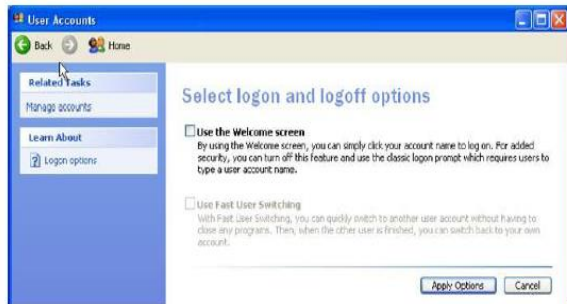 User Accounts
Back Home
Related Tasks
Manage accounts
Learn About
Logon options
Select logon and logoff options
Use the Welcome screen
By using the Welcome screen, you can simply click your account name to log on. For added
security, you can turn off this feature and use the classic logon prompt which requires users to
type a user account name.
Use Fast User Switching
With Fast User Switching, you can quickly switch to another user account without having to
close any programs. Then, when the other user is finished, you can switch back to your own
account.
Apply Options Cancel